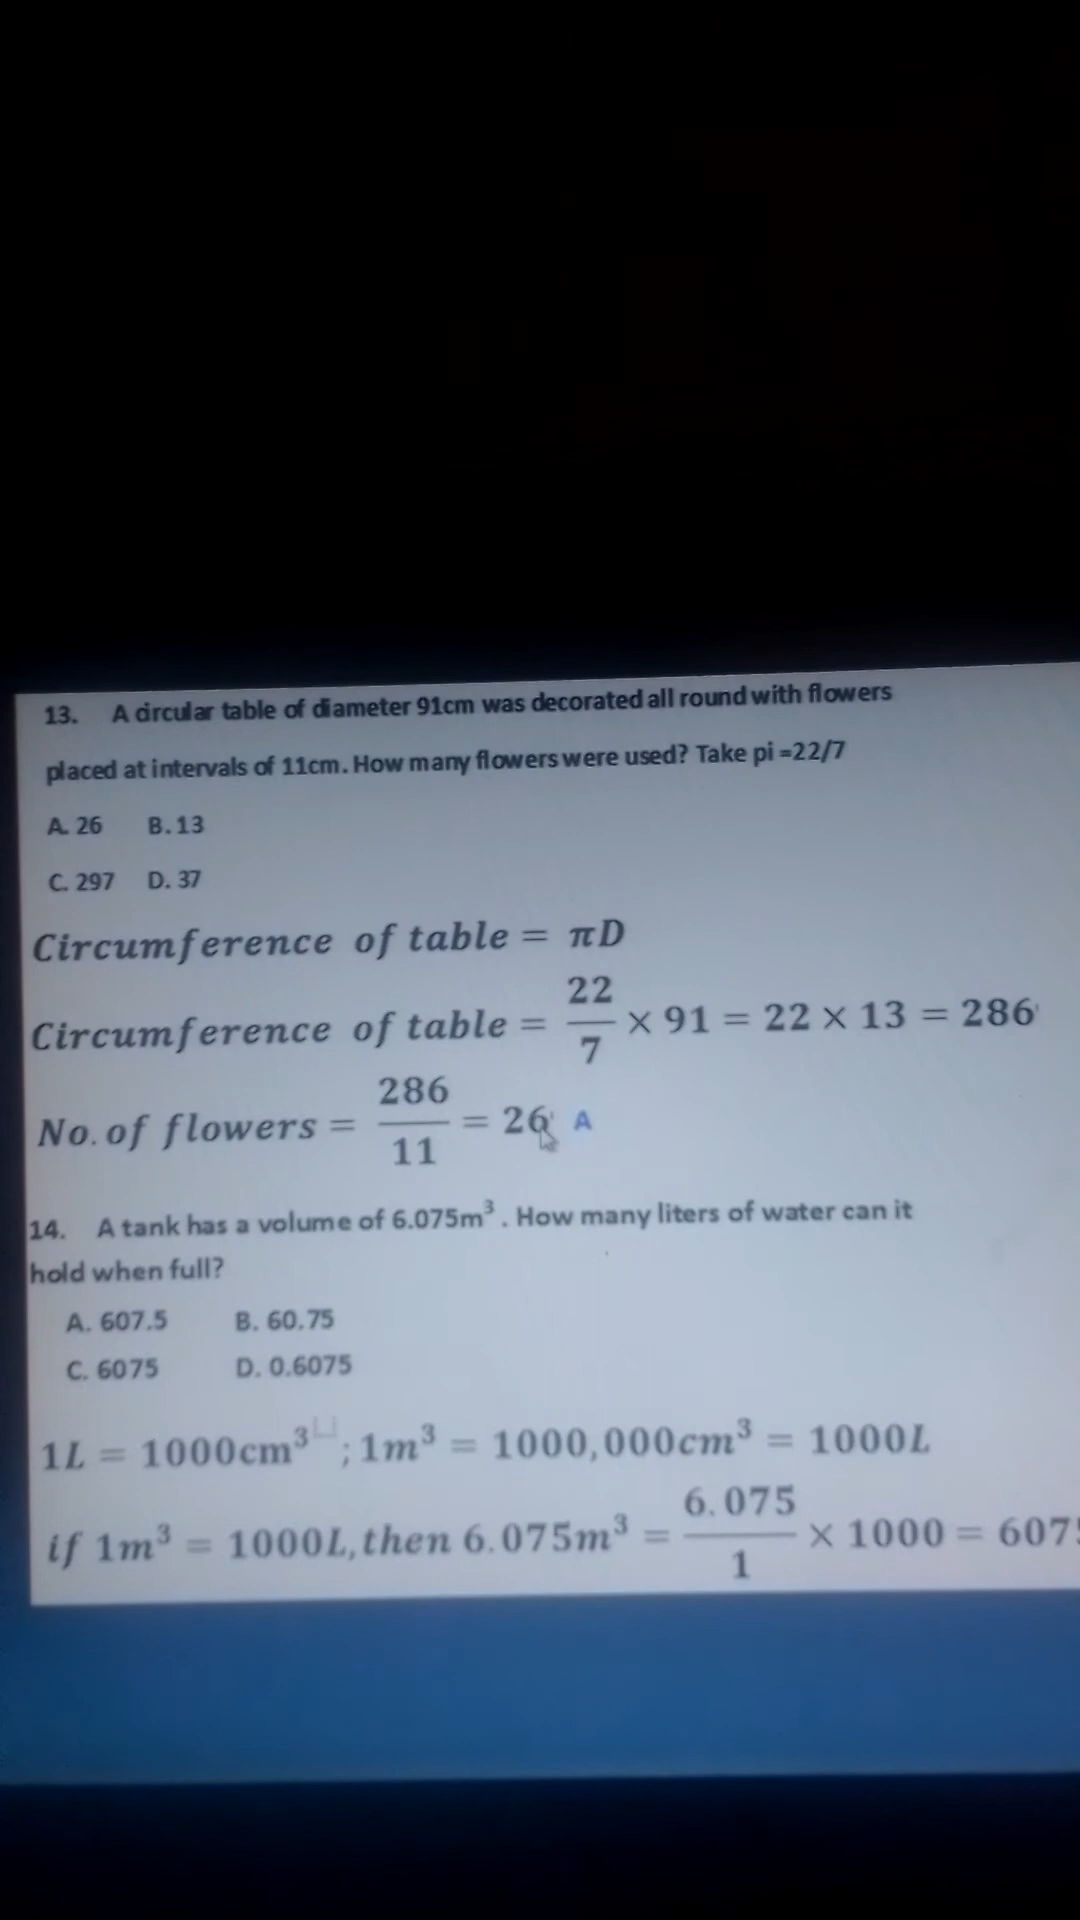 13. A circular table of diameter 91cm was decorated all round with flowers
placed at intervals of 11cm. How many flowers were used? Take pi =22/7
A. 26 B. 13
C. 297 D. 37
Circumference of table = πD
Circumference of table = 22/7 × 91 = 22 × 13 = 286
No. of flowers = 286/11 = 26 A
14. A tank has a volume of 6.075m³. How many liters of water can it
hold when full?
A. 607.5 B. 60.75
C. 6075 D. 0.6075
1L = 1000cm³ ; 1m³ = 1000,000cm³ = 1000L
if 1m³ = 1000L, then 6.075m³ = 6.075/1 × 1000 = 607